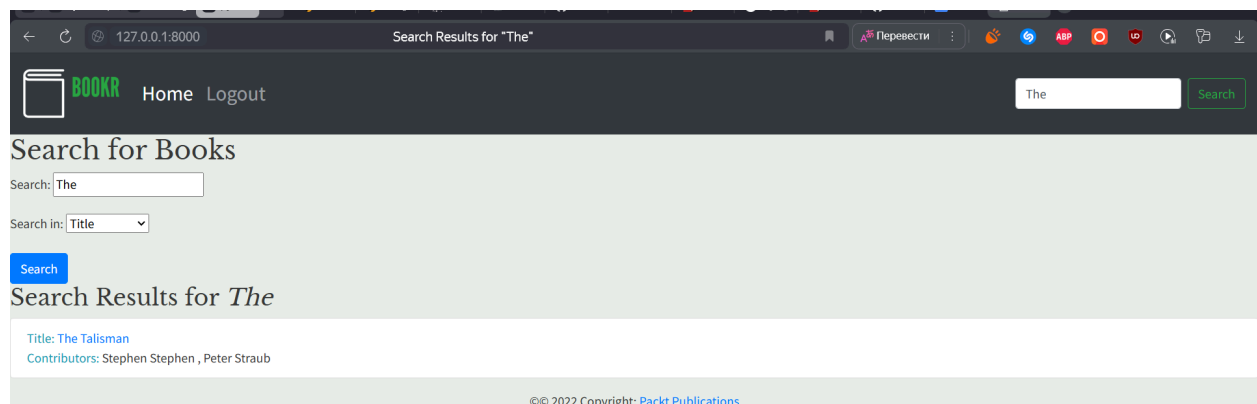 127.0.0.1:8000 Search Results for "The" Перевести
BOOKR Home Logout The Search
Search for Books
Search: The
Search in: Title
Search
Search Results for The
Title: The Talisman
Contributors: Stephen Stephen , Peter Straub
©© 2022 Copyright: Packt Publications